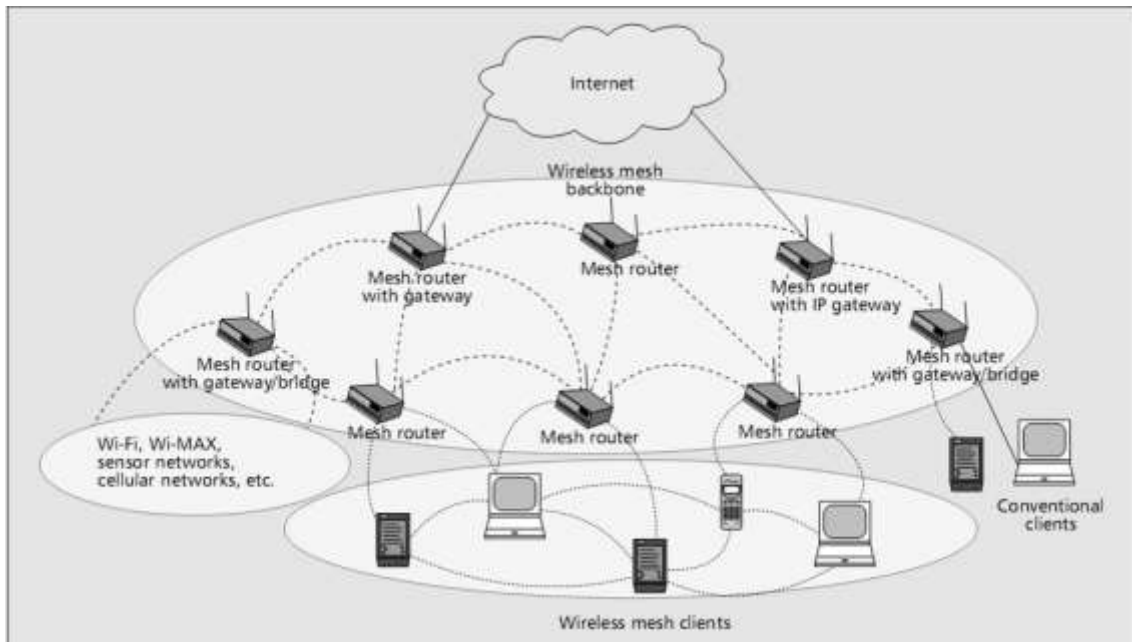 Internet
Wireless mesh
backbone
Mesh router
with gateway
Mesh router
Mesh router
with IP gateway
Mesh router
with gateway/bridge
Mesh router
with gateway/bridge
Mesh router
Mesh router
Mesh router
Wi-Fi, Wi-MAX,
sensor networks,
cellular networks, etc.
Conventional
clients
Wireless mesh clients